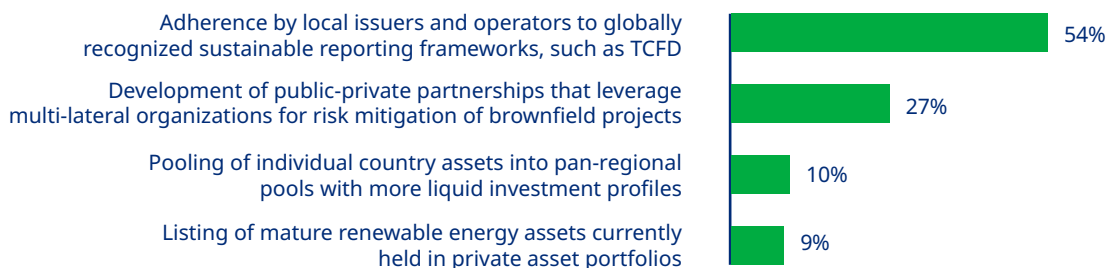 Adherence by local issuers and operators to globally
recognized sustainable reporting frameworks, such as TCFD
54%
Development of public-private partnerships that leverage
multi-lateral organizations for risk mitigation of brownfield projects
27%
Pooling of individual country assets into pan-regional
pools with more liquid investment profiles
10%
Listing of mature renewable energy assets currently
held in private asset portfolios
9%